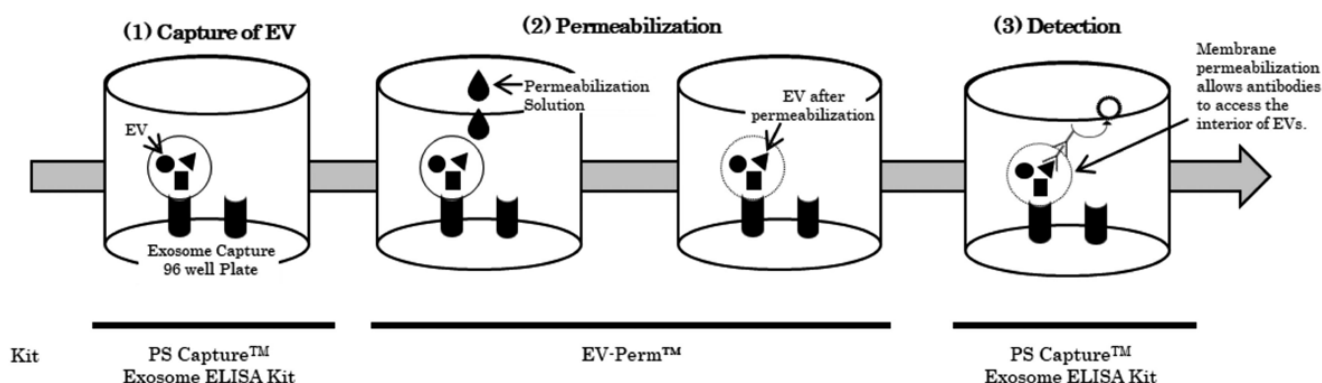 (1) Capture of EV
(2) Permeabilization
(3) Detection
EV
Exosome Capture
96 well Plate
Permeabilization
Solution
EV after
permeabilization
Membrane
permeabilization
allows antibodies
to access the
interior of EVs.
Kit
PS Capture™
Exosome ELISA Kit
EV-Perm™
PS Capture™
Exosome ELISA Kit